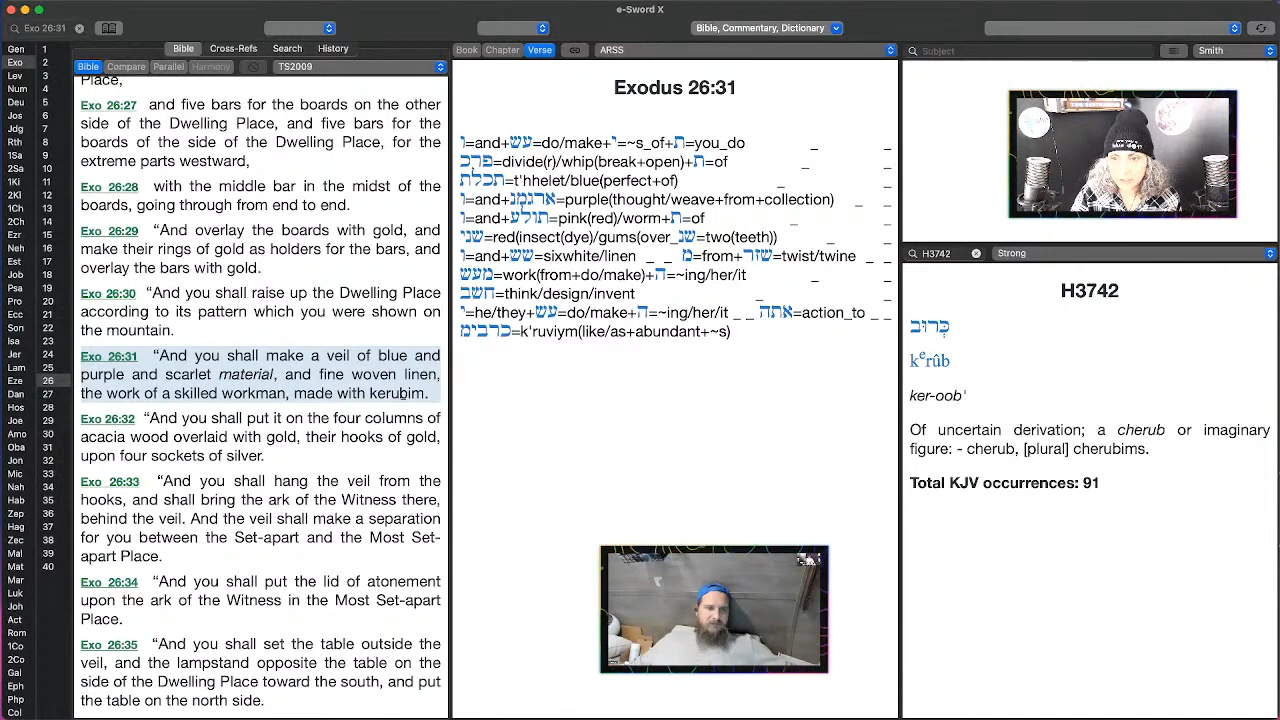 e-Sword X
Exo 26:31
Bible, Commentary, Dictionary
Gen
Exo
Lev
Num
Deu
Jos
Jdg
Rth
1Sa
2Sa
1Ki
2Ki
1Ch
2Ch
Ezr
Neh
Est
Job
Psa
Pro
Ecc
Son
Isa
Jer
Lam
Eze
Dan
Hos
Joe
Amo
Oba
Jon
Mic
Nah
Hab
Zep
Hag
Zec
Mal
Mat
Mar
Luk
Joh
Act
Rom
1Co
2Co
Gal
Eph
Php
Col
1
2
3
4
5
6
7
8
9
10
11
12
13
14
15
16
17
18
19
20
21
22
23
24
25
26
27
28
29
30
31
32
33
34
35
36
37
38
39
40
Bible Cross-Refs Search History
Bible Compare Parallel Harmony TS2009
Place,
Exo 26:27 and five bars for the boards on the other
side of the Dwelling Place, and five bars for the
boards of the side of the Dwelling Place, for the
extreme parts westward,
Exo 26:28 with the middle bar in the midst of the
boards, going through from end to end.
Exo 26:29 “And overlay the boards with gold, and
make their rings of gold as holders for the bars, and
overlay the bars with gold.
Exo 26:30 “And you shall raise up the Dwelling Place
according to its pattern which you were shown on
the mountain.
Exo 26:31 “And you shall make a veil of blue and
purple and scarlet material, and fine woven linen,
the work of a skilled workman, made with kerubim.
Exo 26:32 “And you shall put it on the four columns of
acacia wood overlaid with gold, their hooks of gold,
upon four sockets of silver.
Exo 26:33 “And you shall hang the veil from the
hooks, and shall bring the ark of the Witness there,
behind the veil. And the veil shall make a separation
for you between the Set-apart and the Most Set-
apart Place.
Exo 26:34 “And you shall put the lid of atonement
upon the ark of the Witness in the Most Set-apart
Place.
Exo 26:35 “And you shall set the table outside the
veil, and the lampstand opposite the table on the
side of the Dwelling Place toward the south, and put
the table on the north side.
Book Chapter Verse ARSS
Exodus 26:31
ו=and+עש=do/make+י=~s_of+ת=you_do _ _
פרכ=divide(r)/whip(break+open)+ת=of _ _
תכלת=t'hhelet/blue(perfect+of) _ _
ו=and+ארגמנ=purple(thought/weave+from+collection) _ _
ו=and+תולע=pink(red)/worm+ת=of _ _
שני=red(insect(dye)/gums(over_שנ=two(teeth)) _ _
ו=and+שש=sixwhite/linen _ _ מ=from+שזר=twist/twine _ _
מעש=work(from+do/make)+ה=~ing/her/it _ _
חשב=think/design/invent _ _
י=he/they+עש=do/make+ה=~ing/her/it _ _ אתה=action_to _ _
כרבימ=k'ruviym(like/as+abundant+~s)
Subject Smith
H3742 Strong
H3742
כְּרוּב
kᵉrûb
ker-oob'
Of uncertain derivation; a cherub or imaginary
figure: - cherub, [plural] cherubims.
Total KJV occurrences: 91